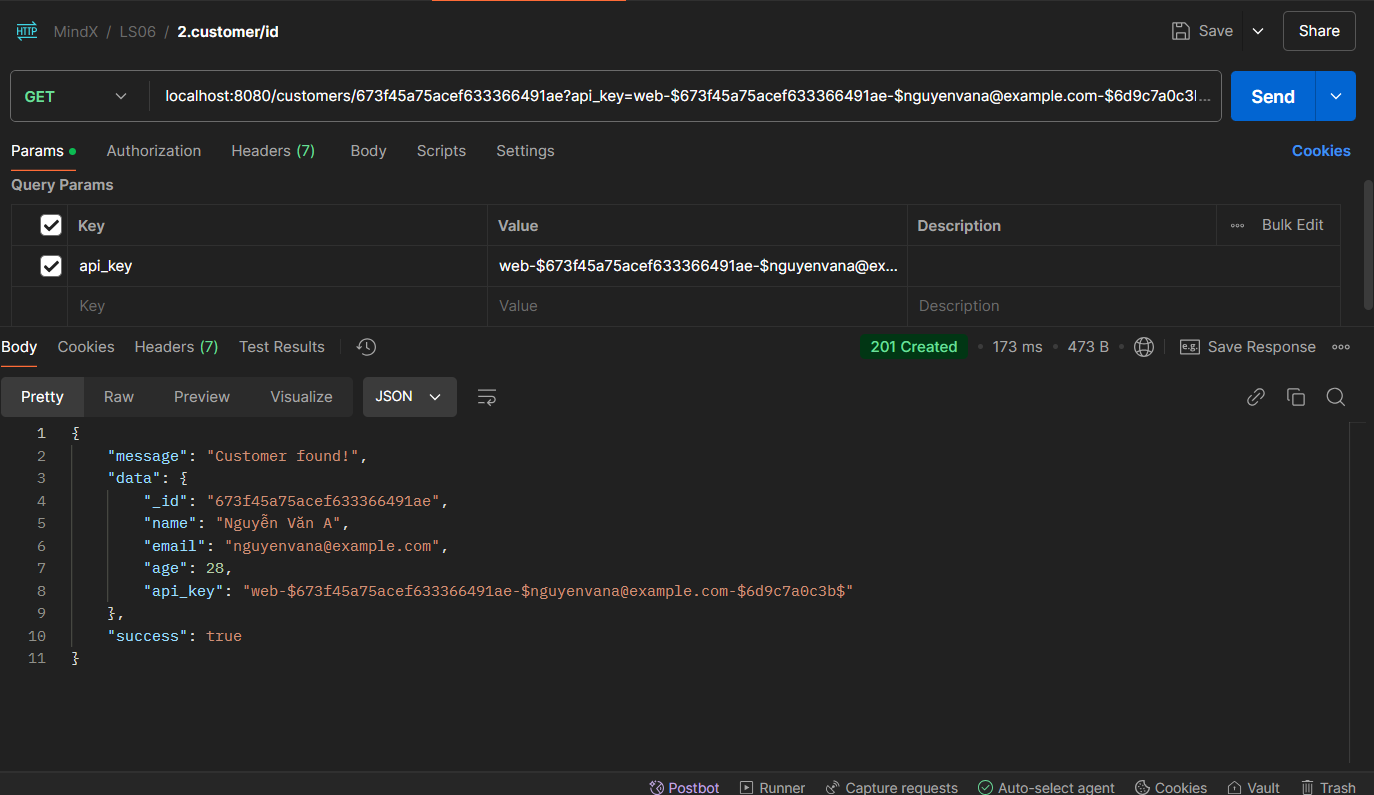 HTTP MindX / LS06 / 2.customer/id Save Share
GET localhost:8080/customers/673f45a75acef633366491ae?api_key=web-$673f45a75acef633366491ae-$nguyenvana@example.com-$6d9c7a0c3l... Send
Params Authorization Headers (7) Body Scripts Settings Cookies
Query Params
Key Value Description Bulk Edit
api_key web-$673f45a75acef633366491ae-$nguyenvana@ex...
Key Value Description
Body Cookies Headers (7) Test Results 201 Created • 173 ms • 473 B • e.g. Save Response
Pretty Raw Preview Visualize JSON
1 {
2 "message": "Customer found!",
3 "data": {
4 "_id": "673f45a75acef633366491ae",
5 "name": "Nguyễn Văn A",
6 "email": "nguyenvana@example.com",
7 "age": 28,
8 "api_key": "web-$673f45a75acef633366491ae-$nguyenvana@example.com-$6d9c7a0c3b$"
9 },
10 "success": true
11 }
Postbot Runner Capture requests Auto-select agent Cookies Vault Trash